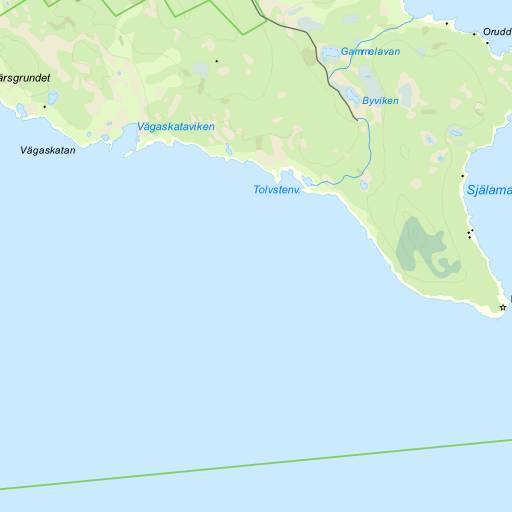 Orudd
Gammelavan
ärsgrundet
Byviken
Vägaskataviken
Vägaskatan
Tolvstenv.
Själama